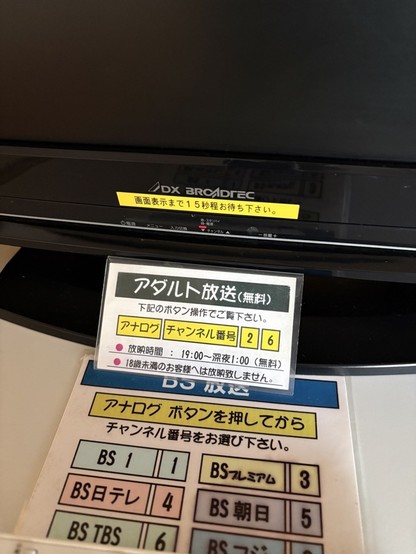 DX BROADTEC
画面表示まで15秒程お待ち下さい。
アダルト放送(無料)
下記のボタン操作でご覧下さい。
アナログ チャンネル番号 2 6
● 放映時間 : 19:00~深夜1:00 (無料)
● 18歳未満のお客様へは放映致しません。
BS 放送
アナログ ボタンを押してから
チャンネル番号をお選び下さい。
BS 1 1 BSプレミアム 3
BS日テレ 4 BS 朝日 5
BS TBS 6 BS フジ